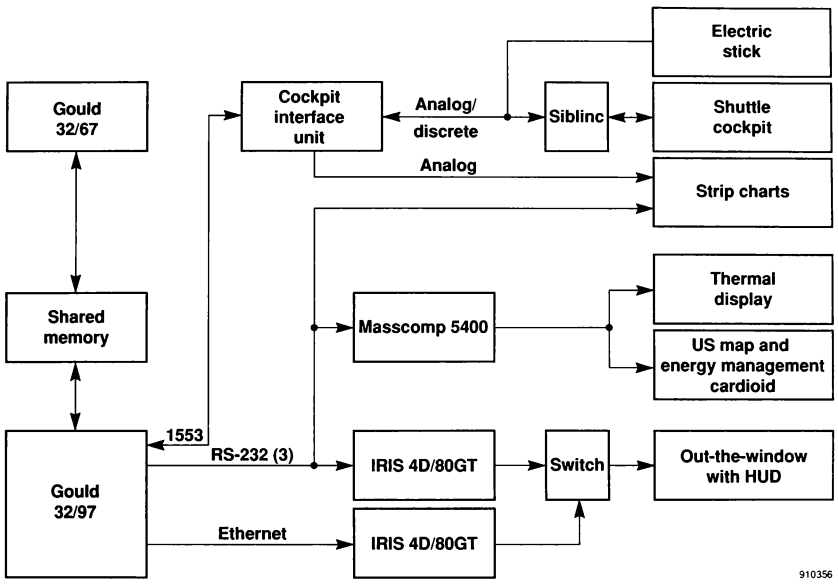 Electric
stick
Gould
32/67
Cockpit
interface
unit
Analog/
discrete
Siblinc
Shuttle
cockpit
Analog
Strip charts
Shared
memory
Masscomp 5400
Thermal
display
US map and
energy management
cardioid
1553
RS-232 (3)
Gould
32/97
IRIS 4D/80GT
Switch
Out-the-window
with HUD
Ethernet
IRIS 4D/80GT
910356